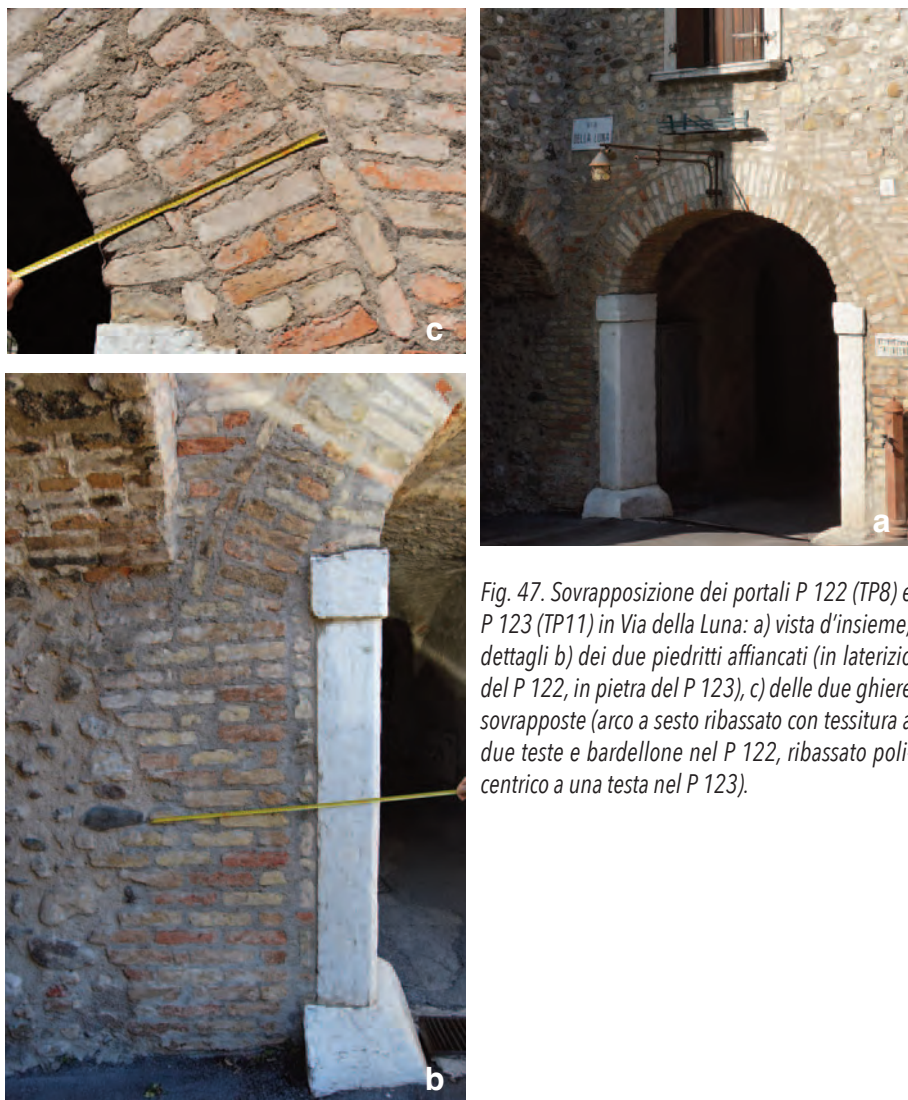 c
VIA
DELLA LUNA
a
b
Fig. 47. Sovrapposizione dei portali P 122 (TP8) e
P 123 (TP11) in Via della Luna: a) vista d'insieme,
dettagli b) dei due piedritti affiancati (in laterizio
del P 122, in pietra del P 123), c) delle due ghiere
sovrapposte (arco a sesto ribassato con tessitura a
due teste e bardellone nel P 122, ribassato poli-
centrico a una testa nel P 123).